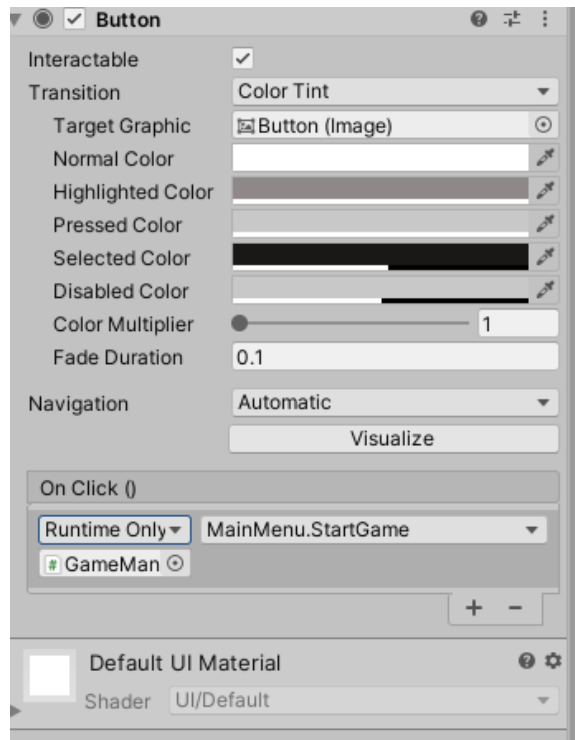 Button
Interactable
Transition Color Tint
Target Graphic Button (Image)
Normal Color
Highlighted Color
Pressed Color
Selected Color
Disabled Color
Color Multiplier 1
Fade Duration 0.1
Navigation Automatic
Visualize
On Click ()
Runtime Only MainMenu.StartGame
# GameMan
+ -
Default UI Material
Shader UI/Default